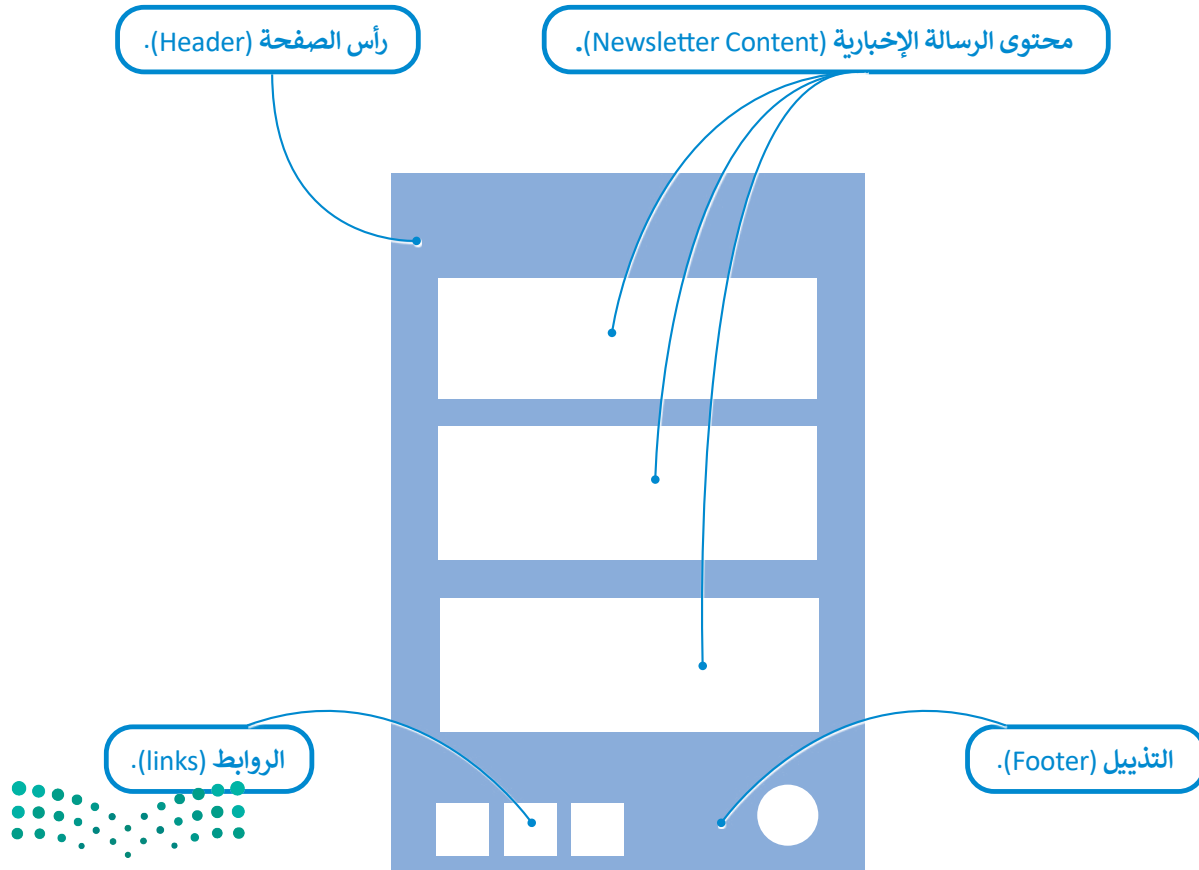 رأس الصفحة (Header).
محتوى الرسالة الإخبارية (Newsletter Content).
الروابط (links).
التذييل (Footer).